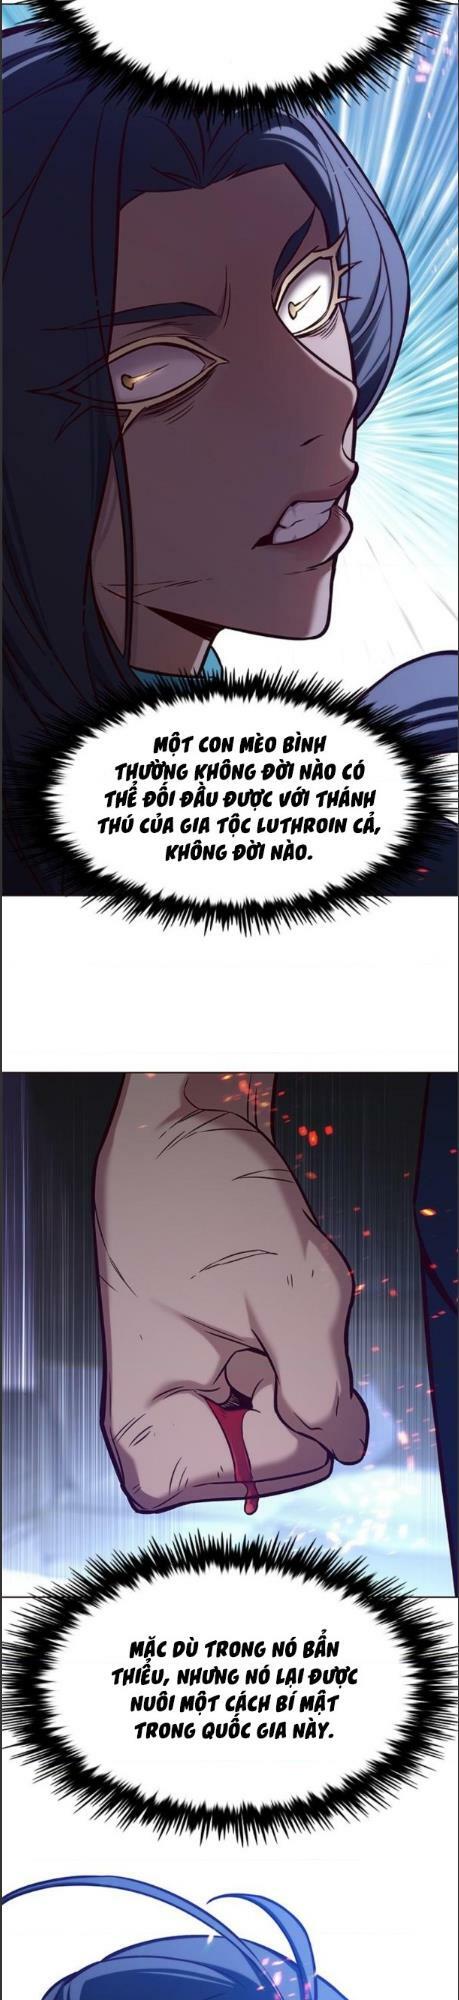 MỘT CON MÈO BÌNH
THƯỜNG KHÔNG ĐỜI NÀO CÓ
THỂ ĐỐI ĐẦU ĐƯỢC VỚI THÁNH
THÚ CỦA GIA TỘC LUTHROIN CẢ,
KHÔNG ĐỜI NÀO.
MẶC DÙ TRONG NÓ BẨN
THIỂU, NHƯNG NÓ LẠI ĐƯỢC
NUÔI MỘT CÁCH BÍ MẬT
TRONG QUỐC GIA NÀY.